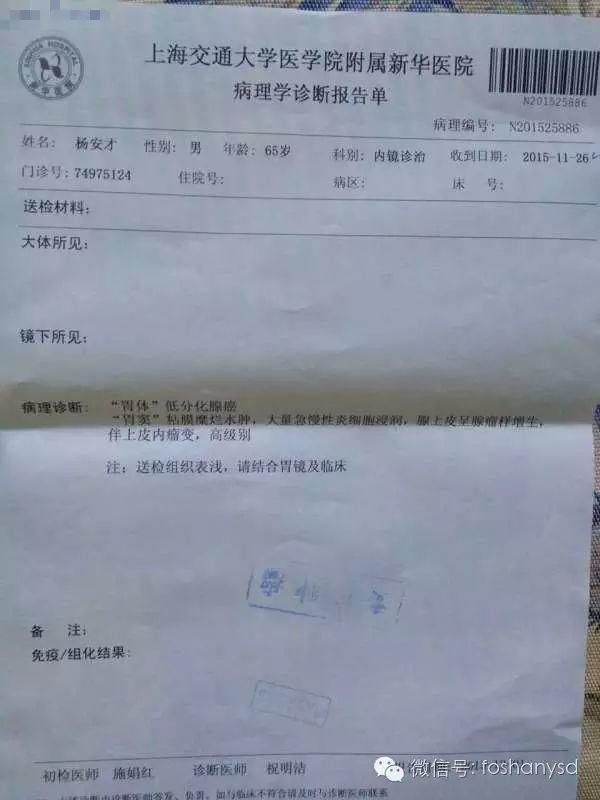 XINHUA HOSPITAL
新华医院
上海交通大学医学院附属新华医院
病理学诊断报告单
N201525886
病理编号: N201525886
姓名: 杨安才 性别: 男 年龄: 65岁 科别: 内镜诊治 收到日期: 2015-11-26
门诊号: 74975124 住院号: 病区: 床 号:
送检材料:
大体所见:
镜下所见:
病理诊断: “胃体”低分化腺癌
“胃窦”粘膜糜烂水肿，大量急慢性炎细胞浸润，腺上皮呈腺瘤样增生，
伴上皮内瘤变，高级别
注: 送检组织表浅，请结合胃镜及临床
肿瘤
备 注:
免疫/组化结果:
初检医师 施娟红 诊断医师 祝明洁
微信号: foshanysd